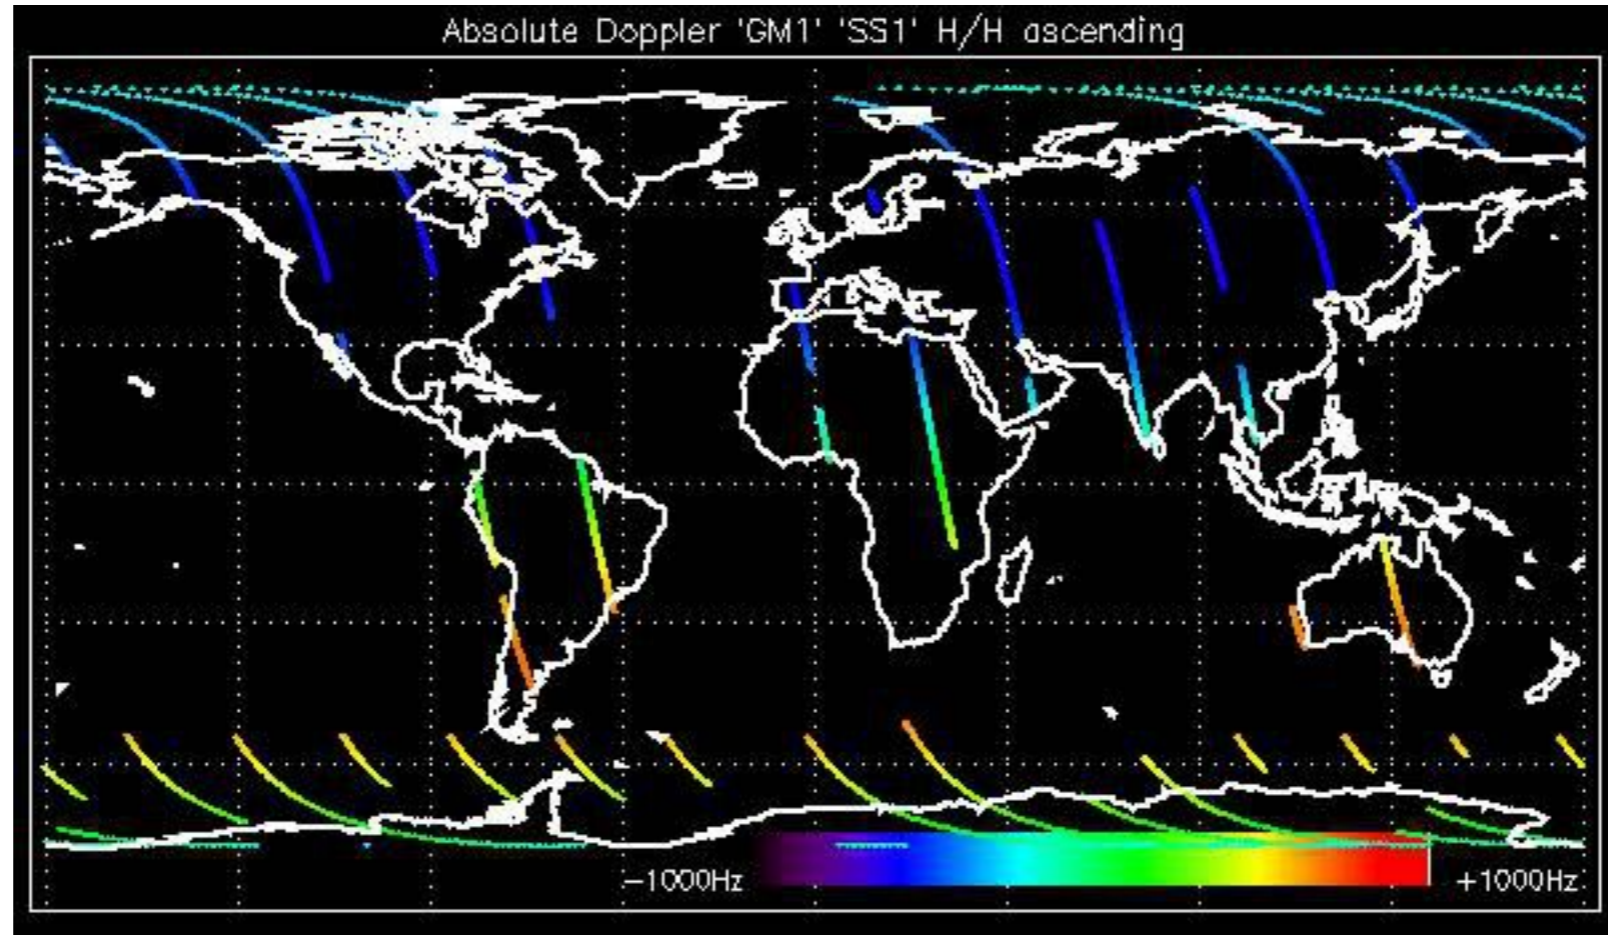 Absolute Doppler 'GM1' 'SS1' H/H ascending
−1000Hz
+1000Hz